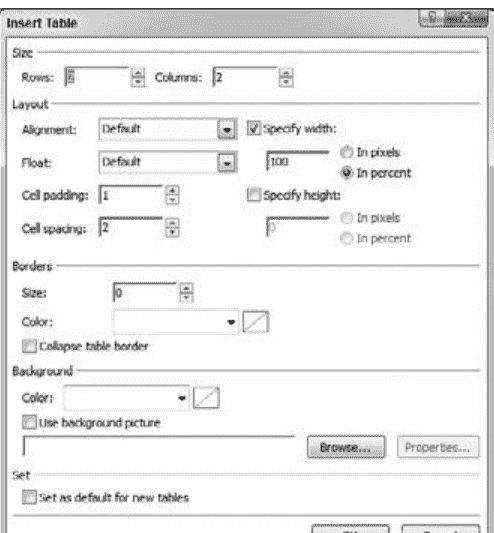 Insert Table
Size
Rows: 2 Columns: 2
Layout
Alignment: Default Specify width:
Float: Default 100 In pixels
In percent
Cell padding: 1 Specify height:
Cell spacing: 2 0 In pixels
In percent
Borders
Size: 0
Color:
Collapse table border
Background
Color:
Use background picture
Browse... Properties...
Set
Set as default for new tables